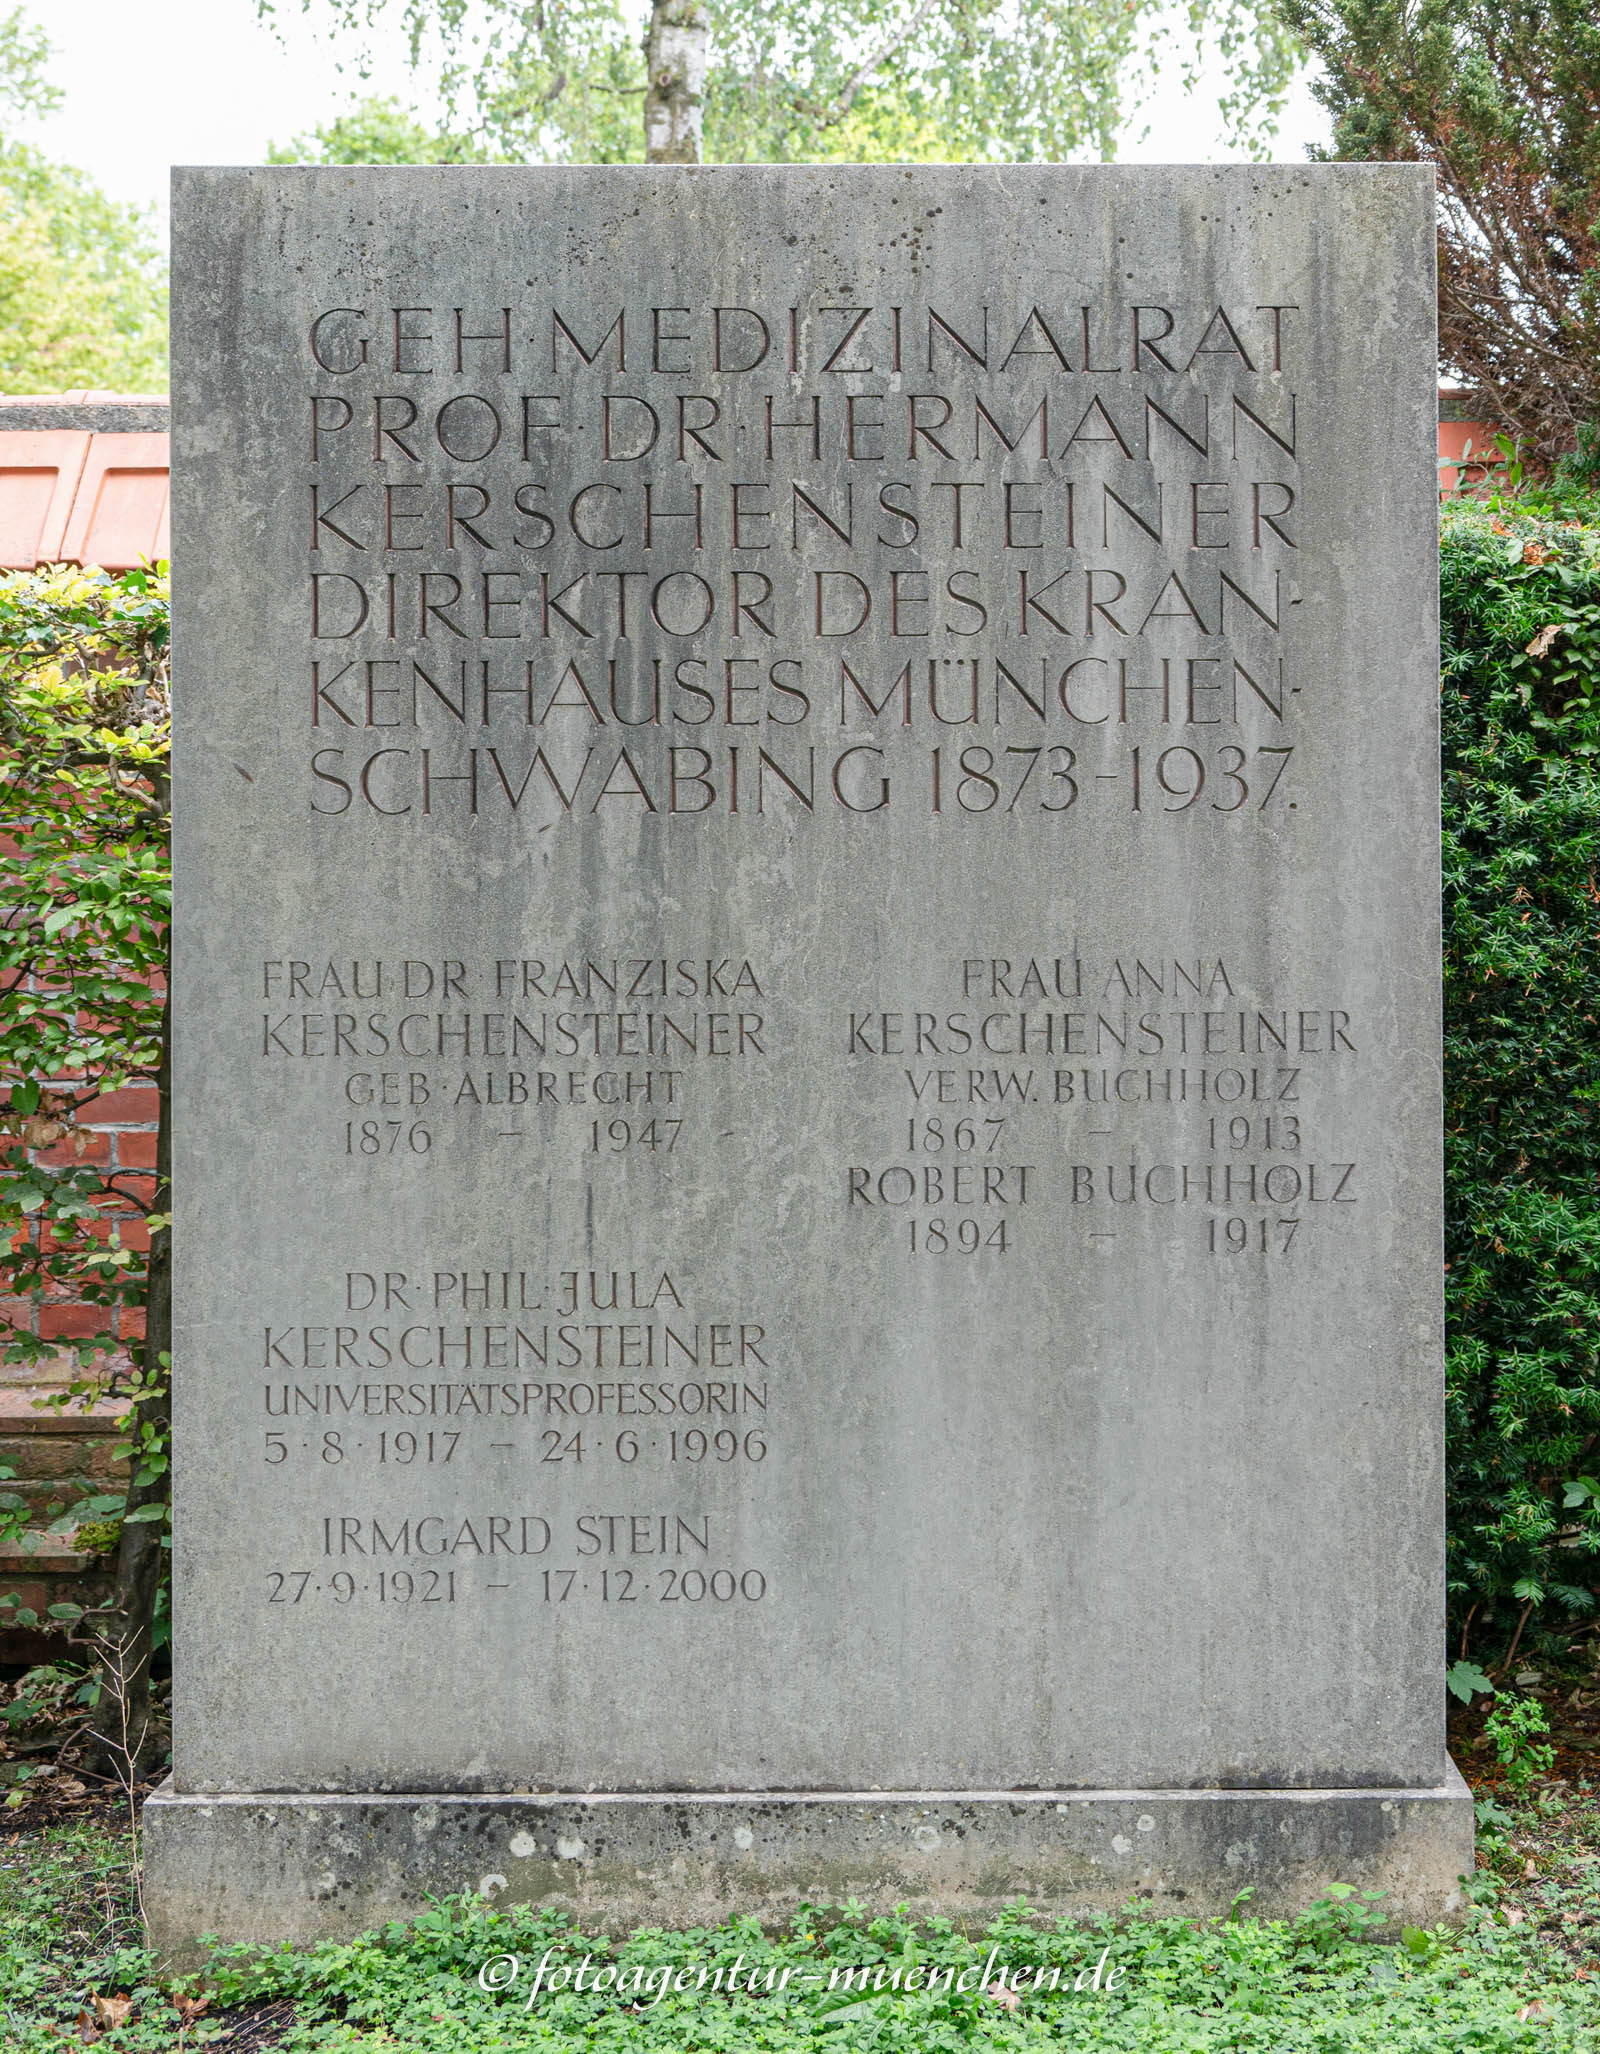 GEH·MEDIZINALRAT
PROF·DR·HERMANN
KERSCHENSTEINER
DIREKTOR DES KRAN-
KENHAUSES MÜNCHEN-
SCHWABING 1873-1937.
FRAU·DR·FRANZISKA
KERSCHENSTEINER
GEB·ALBRECHT
1876 – 1947
DR·PHIL·JULA
KERSCHENSTEINER
UNIVERSITÄTSPROFESSORIN
5·8·1917 – 24·6·1996
IRMGARD STEIN
27·9·1921 – 17·12·2000
FRAU ANNA
KERSCHENSTEINER
VERW. BUCHHOLZ
1867 – 1913
ROBERT BUCHHOLZ
1894 – 1917
© fotoagentur-muenchen.de